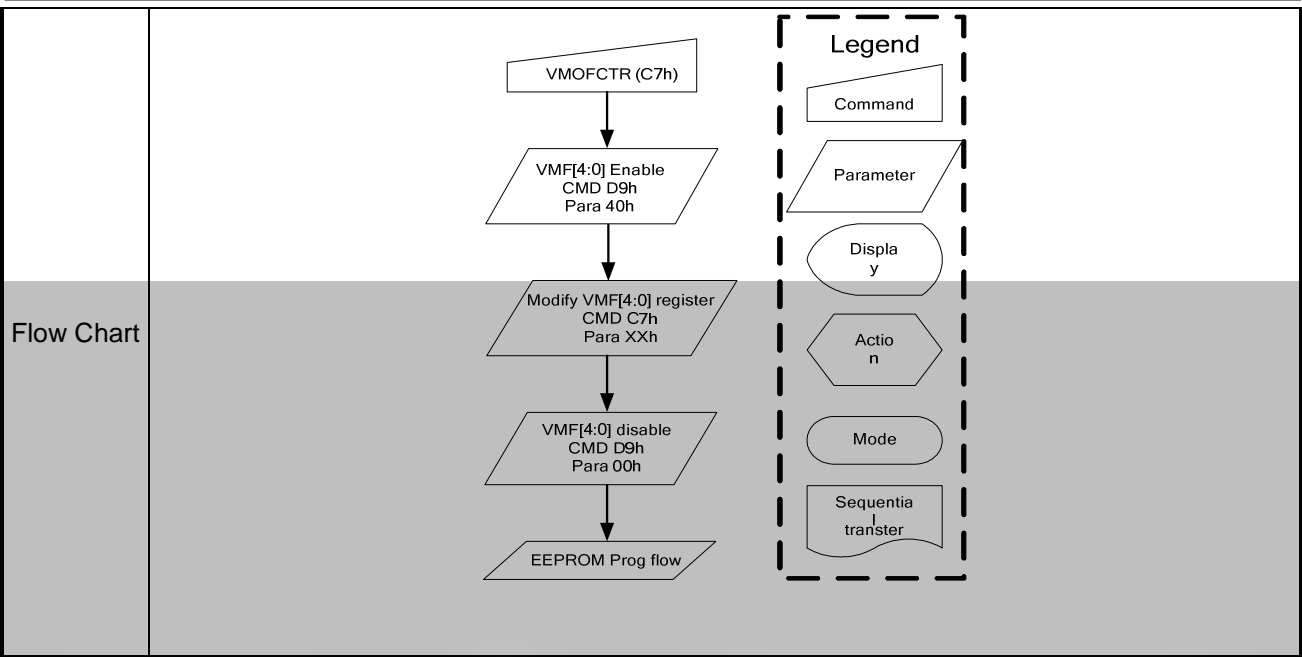 Flow Chart
VMOFCTR (C7h)
VMF[4:0] Enable
CMD D9h
Para 40h
Modify VMF[4:0] register
CMD C7h
Para XXh
VMF[4:0] disable
CMD D9h
Para 00h
EEPROM Prog flow
Legend
Command
Parameter
Displa
y
Actio
n
Mode
Sequentia
l
transter